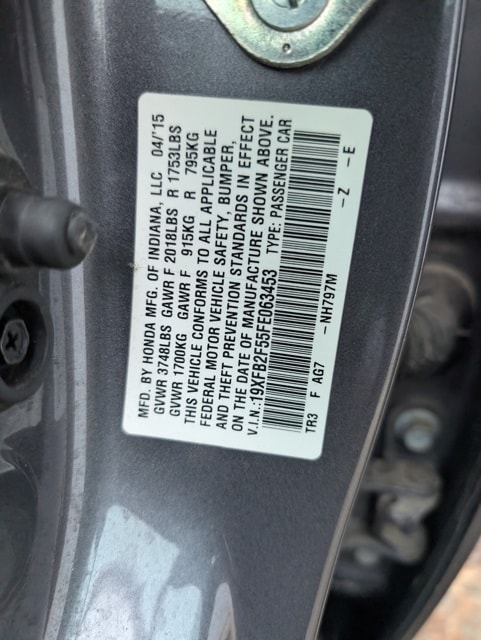 MFD. BY HONDA MFG. OF INDIANA, LLC 04/'15
GVWR 3748LBS GAWR F 2018LBS R 1753LBS
GVWR 1700KG GAWR F 915KG R 795KG
THIS VEHICLE CONFORMS TO ALL APPLICABLE
FEDERAL MOTOR VEHICLE SAFETY, BUMPER,
AND THEFT PREVENTION STANDARDS IN EFFECT
ON THE DATE OF MANUFACTURE SHOWN ABOVE.
V.I.N.:19XFB2F55FE063453 TYPE: PASSENGER CAR
TR3 F AG7 -NH797M -Z -E